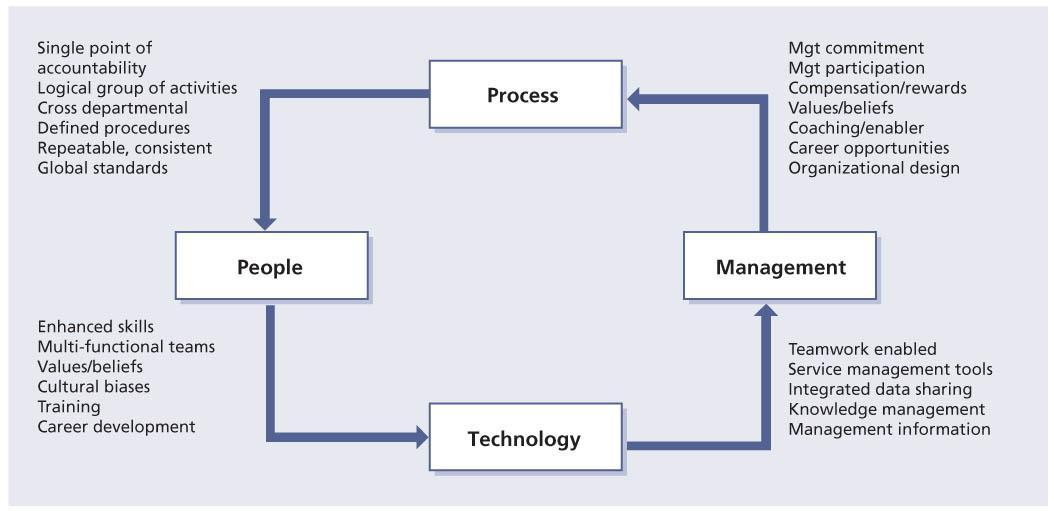 Single point of
accountability
Logical group of activities
Cross departmental
Defined procedures
Repeatable, consistent
Global standards
Process
Mgt commitment
Mgt participation
Compensation/rewards
Values/beliefs
Coaching/enabler
Career opportunities
Organizational design
People
Management
Enhanced skills
Multi-functional teams
Values/beliefs
Cultural biases
Training
Career development
Technology
Teamwork enabled
Service management tools
Integrated data sharing
Knowledge management
Management information